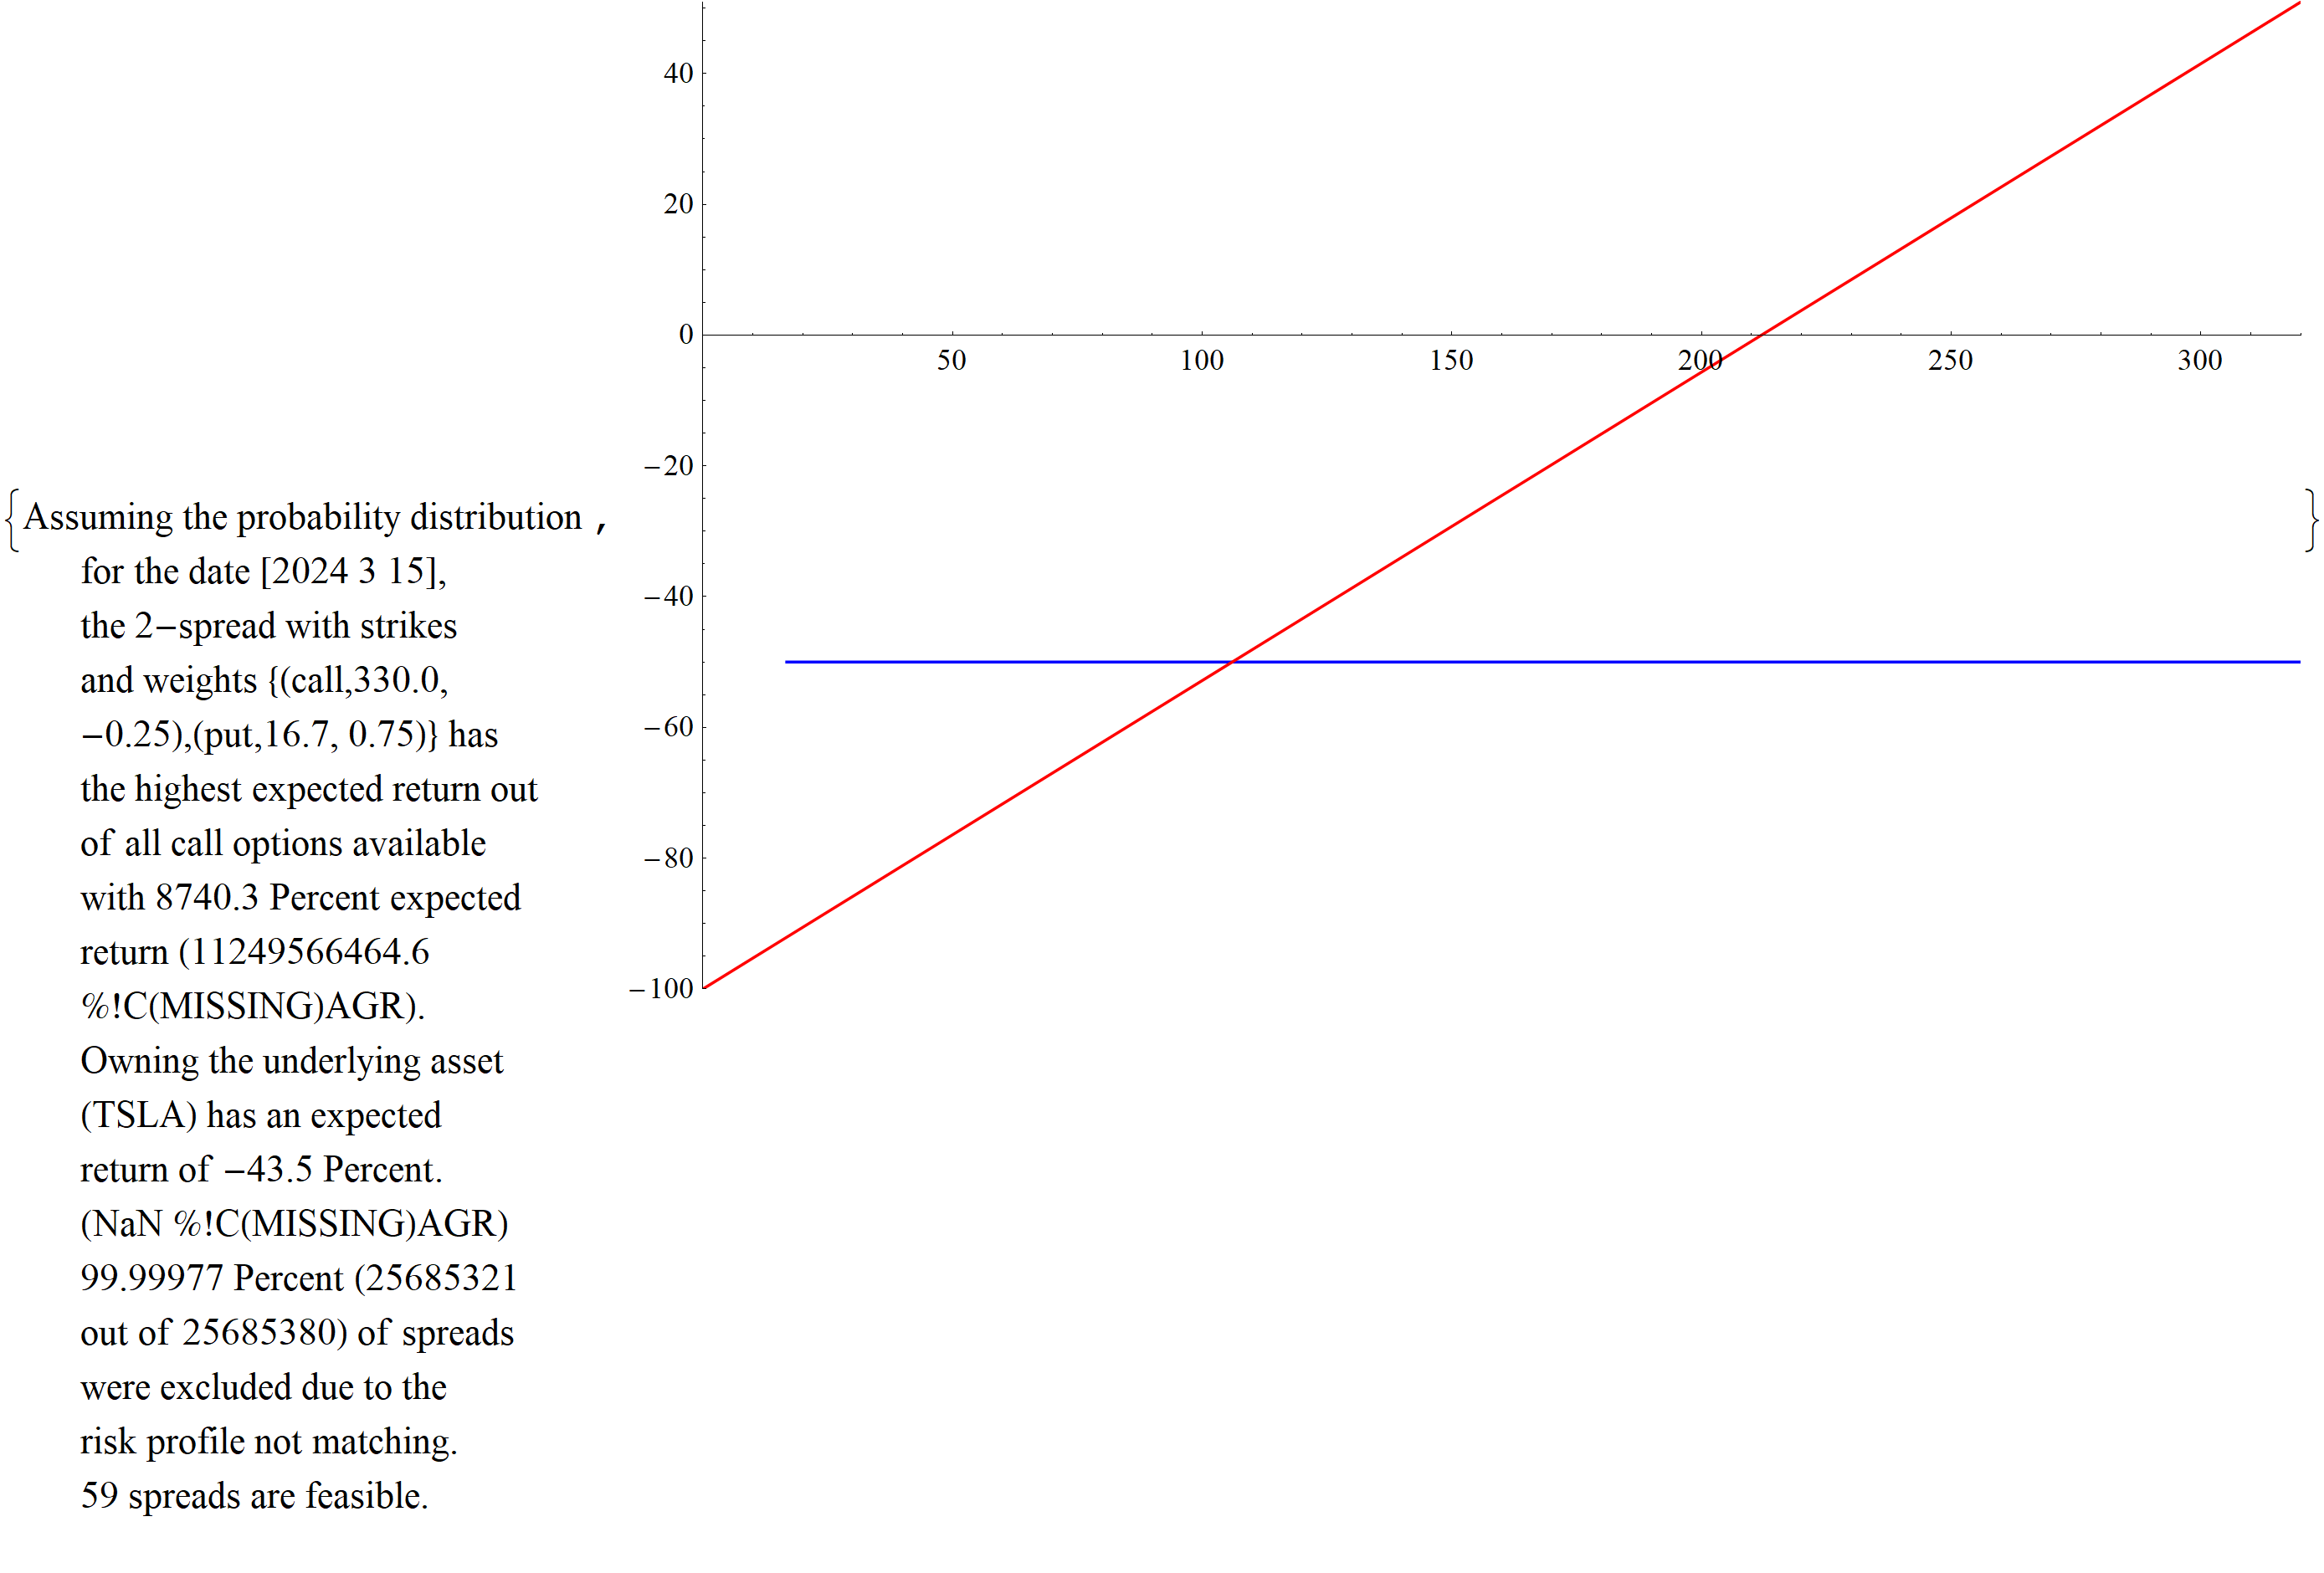 40
20
0
50 100 150 200 250 300
−20
−40
−60
−80
−100
{Assuming the probability distribution ,
for the date [2024 3 15],
the 2−spread with strikes
and weights {(call,330.0,
−0.25),(put,16.7, 0.75)} has
the highest expected return out
of all call options available
with 8740.3 Percent expected
return (11249566464.6
%!C(MISSING)AGR).
Owning the underlying asset
(TSLA) has an expected
return of −43.5 Percent.
(NaN %!C(MISSING)AGR)
99.99977 Percent (25685321
out of 25685380) of spreads
were excluded due to the
risk profile not matching.
59 spreads are feasible.
}